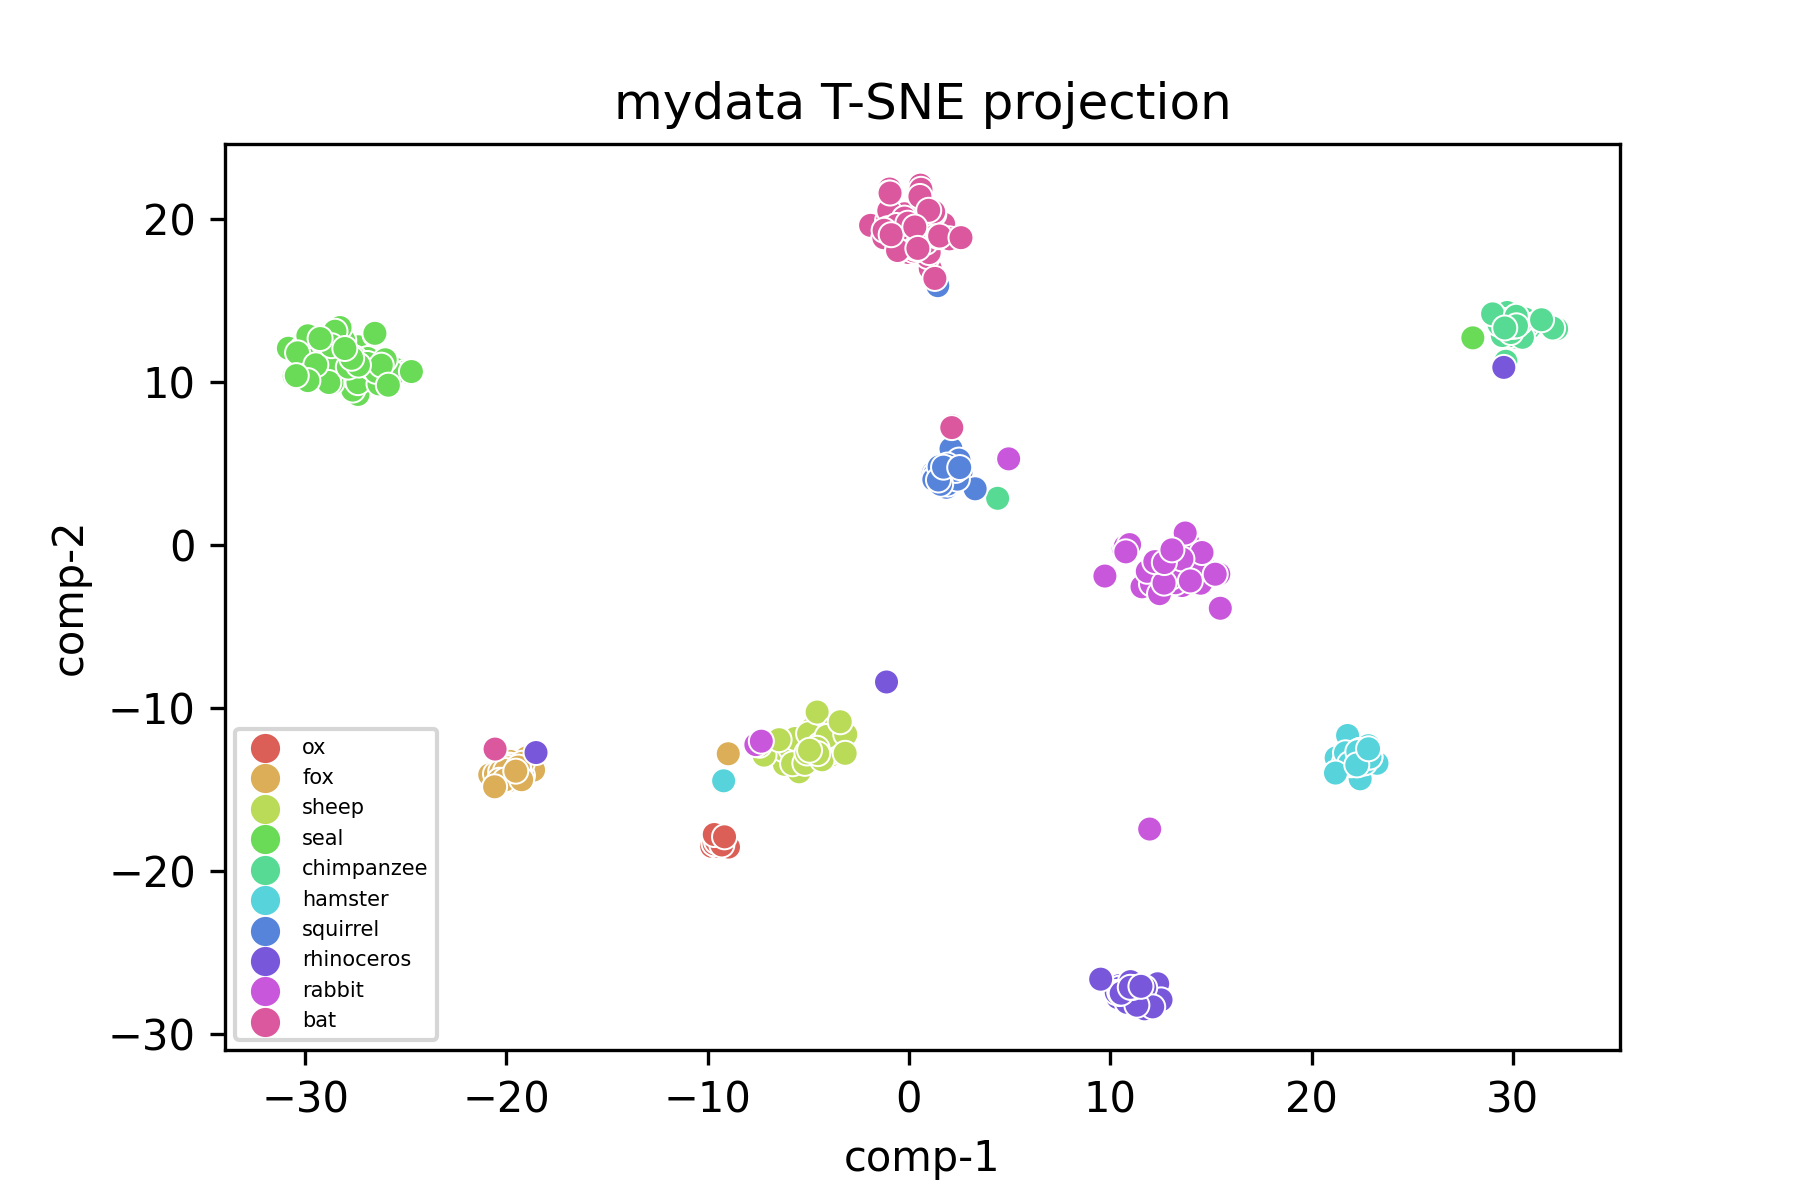 mydata T-SNE projection
comp-2
20
10
0
−10
−20
−30
ox
fox
sheep
seal
chimpanzee
hamster
squirrel
rhinoceros
rabbit
bat
−30 −20 −10 0 10 20 30
comp-1